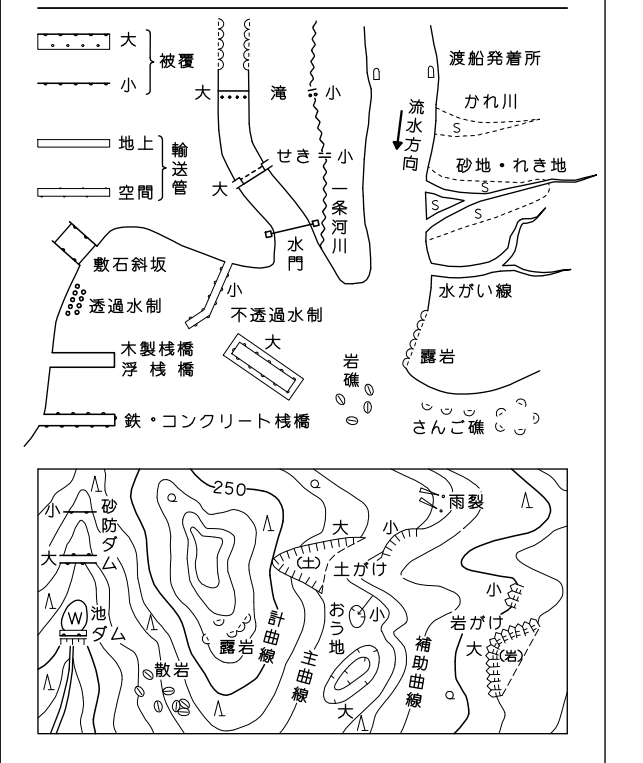 大
小
被覆
地上
空間
輸送管
大
滝
小
せき
小
大
一条河川
水門
流水方向
渡船発着所
かれ川
S
砂地・れき地
S
S
S
水がい線
露岩
さんご礁
岩礁
敷石斜坂
透過水制
小
不透過水制
大
木製桟橋
浮桟橋
鉄・コンクリート桟橋
小
砂防ダム
大
W
池
ダム
250
雨裂
大
小
(土)
土がけ
小
岩がけ
大
(岩)
おう地
小
大
計曲線
主曲線
補助曲線
露岩
散岩